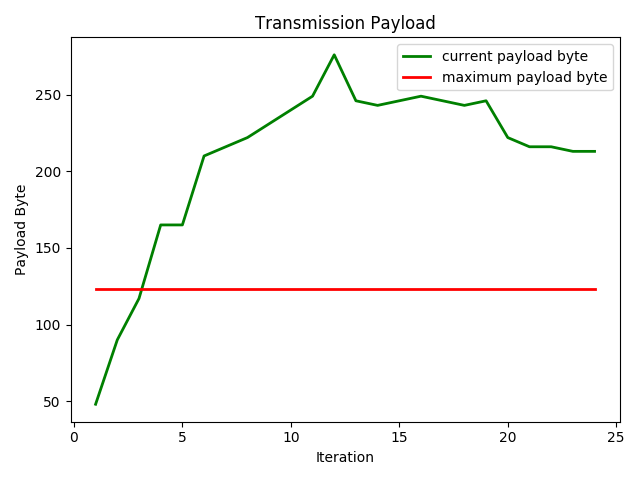 Transmission Payload
current payload byte
maximum payload byte
Payload Byte
250
200
150
100
50
0
5
10
15
20
25
Iteration